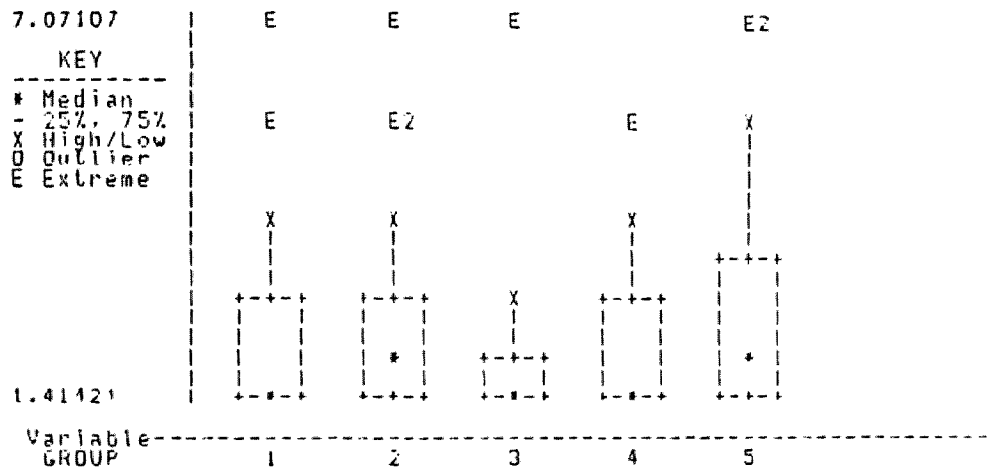 7.07107 E E E E2
KEY
* Median
- 25%, 75%
X High/Low
O Outlier
E Extreme
E E2 E X
X X X
X
1.41421
Variable
GROUP 1 2 3 4 5